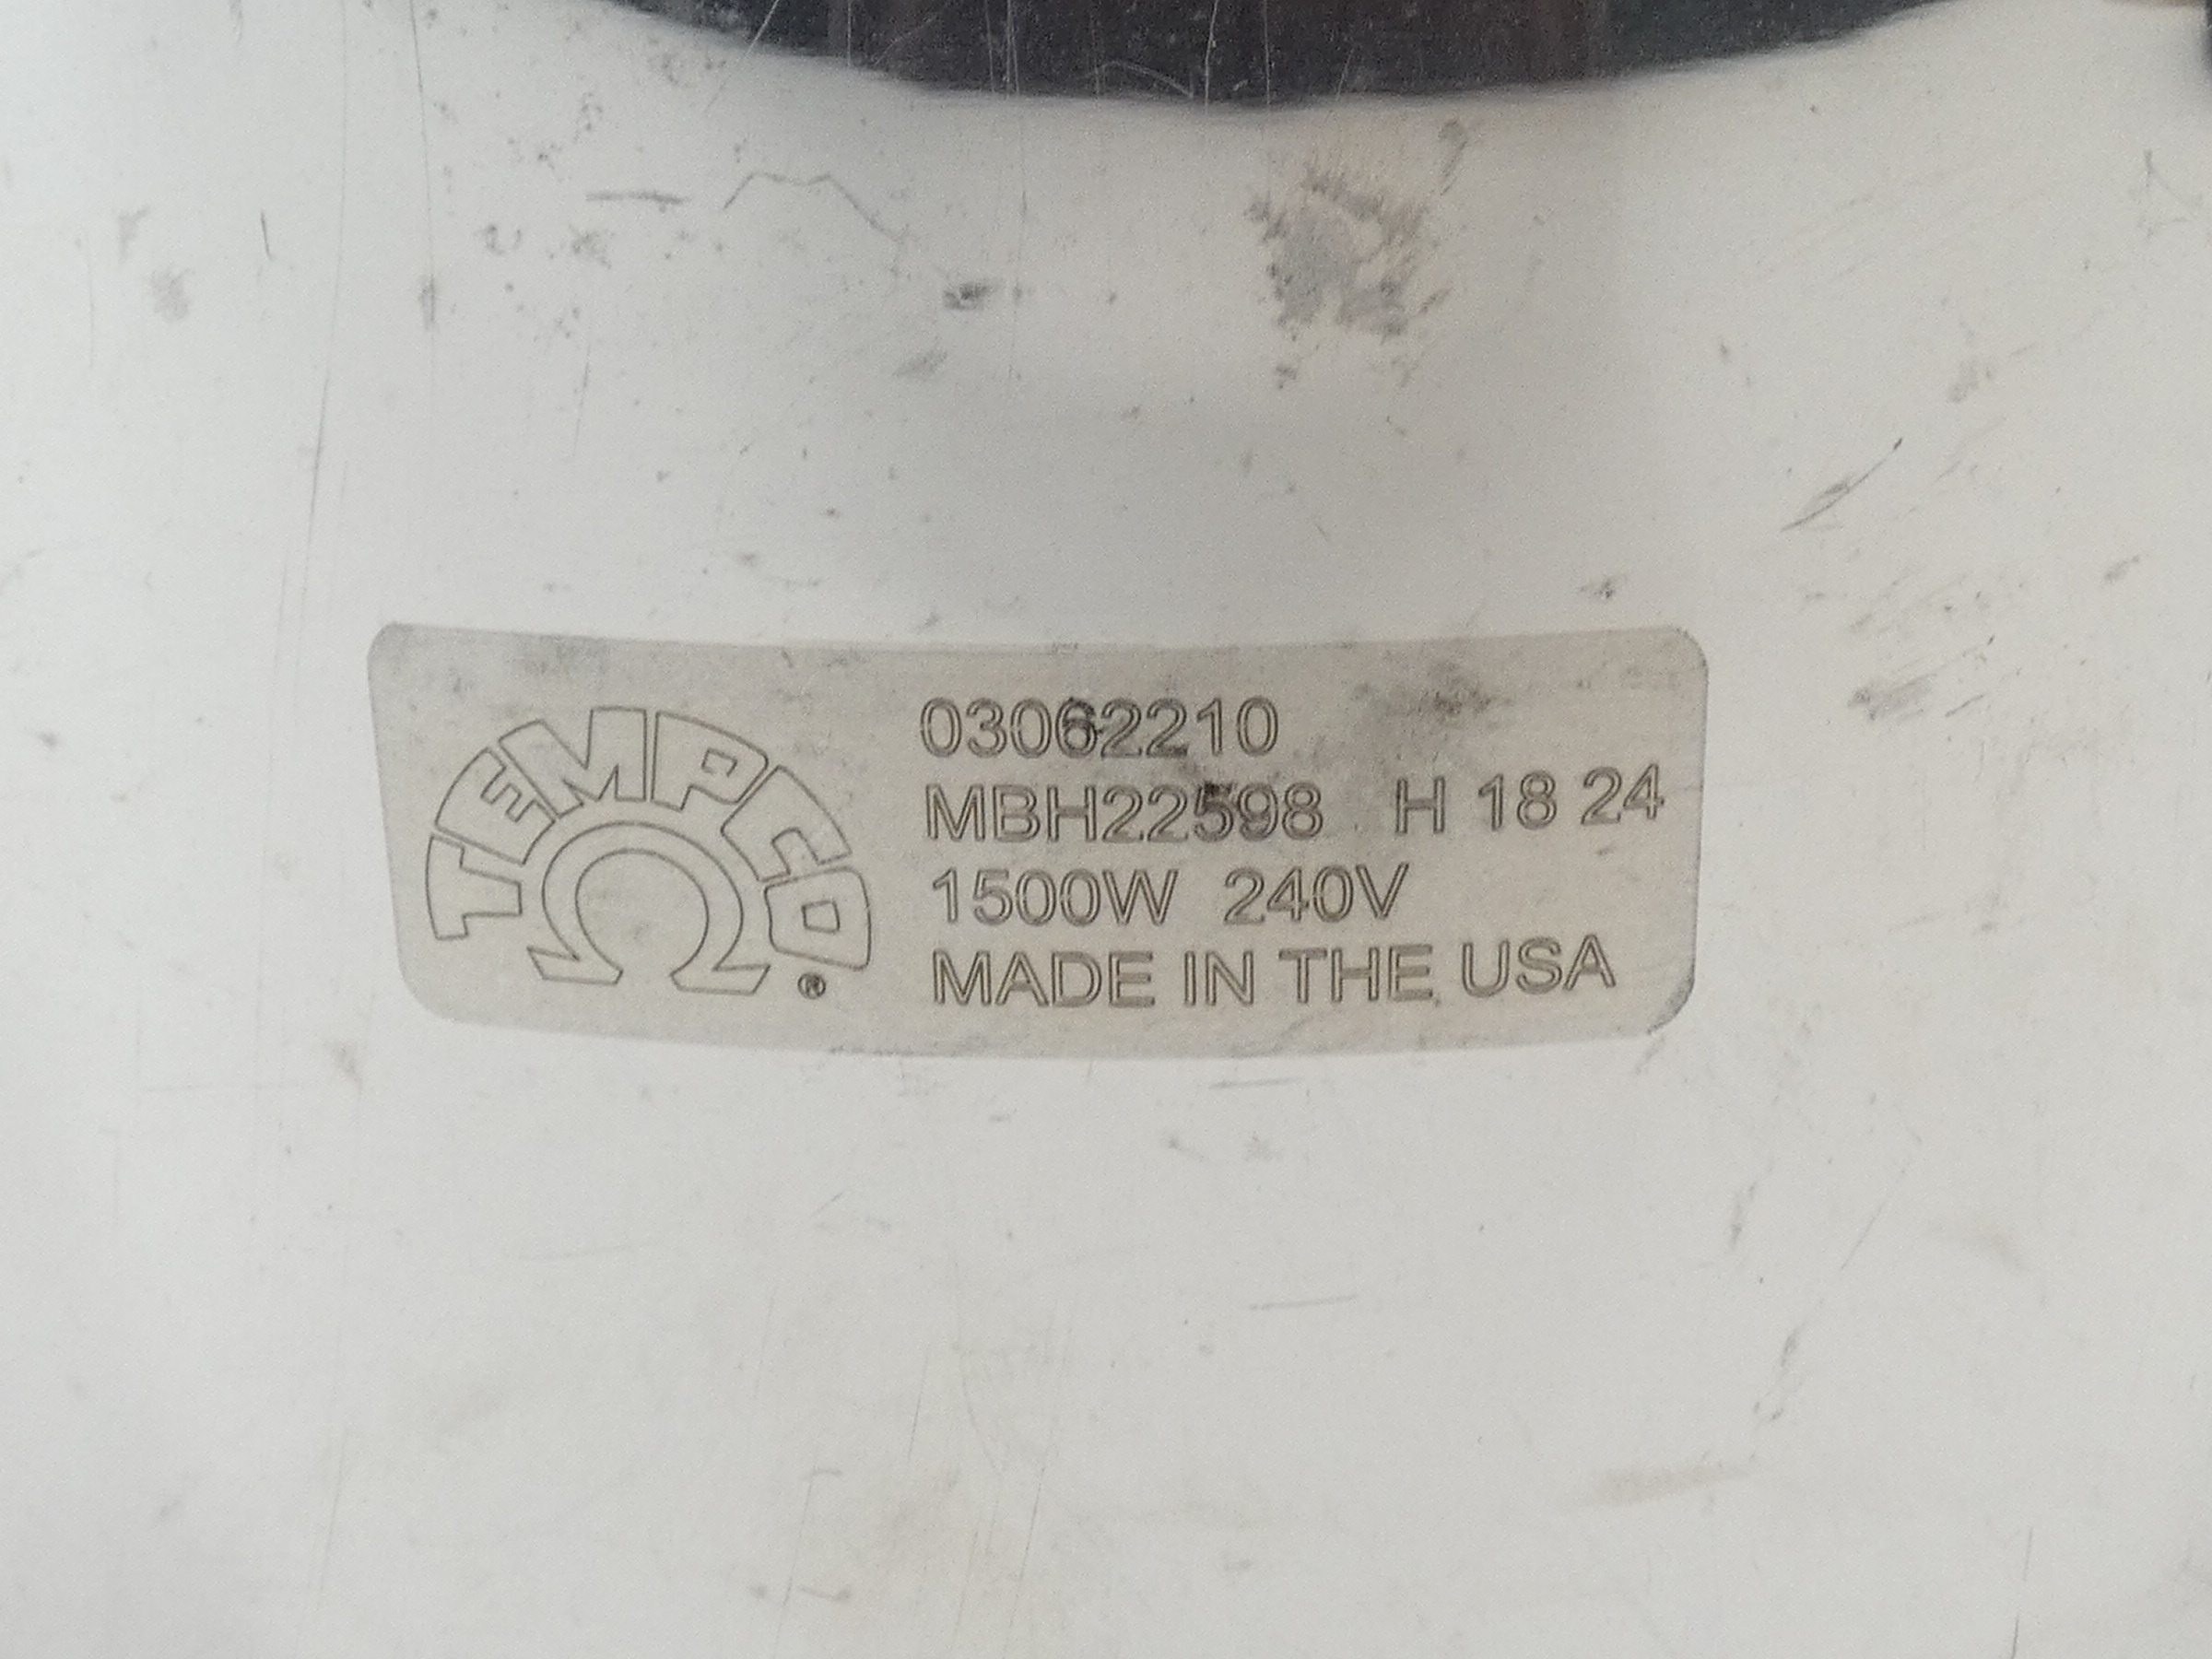 TEMPCO®
03062210
MBH22598 H 18 24
1500W 240V
MADE IN THE USA